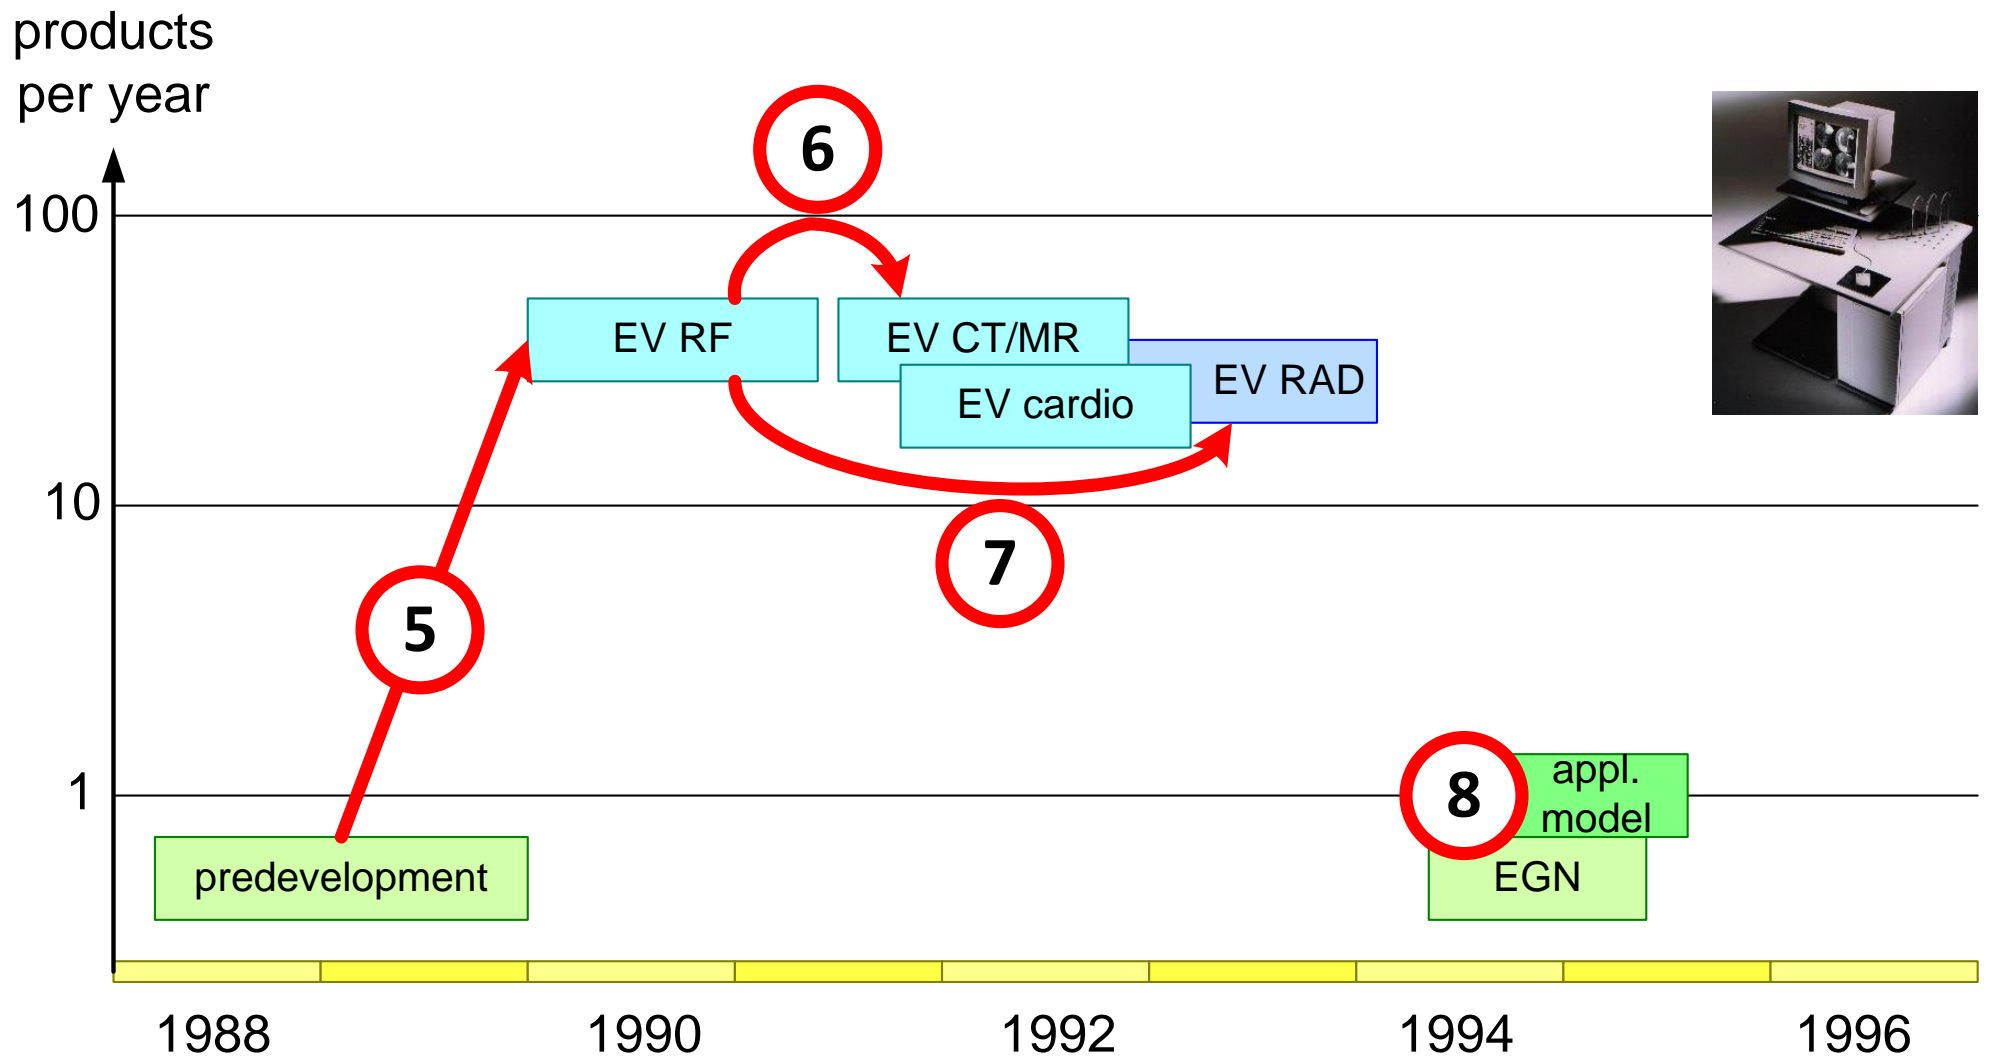 products
per year
6
100
EV RF
EV CT/MR
EV RAD
EV cardio
10
7
5
8
appl.
model
1
predevelopment
EGN
1988
1990
1992
1994
1996